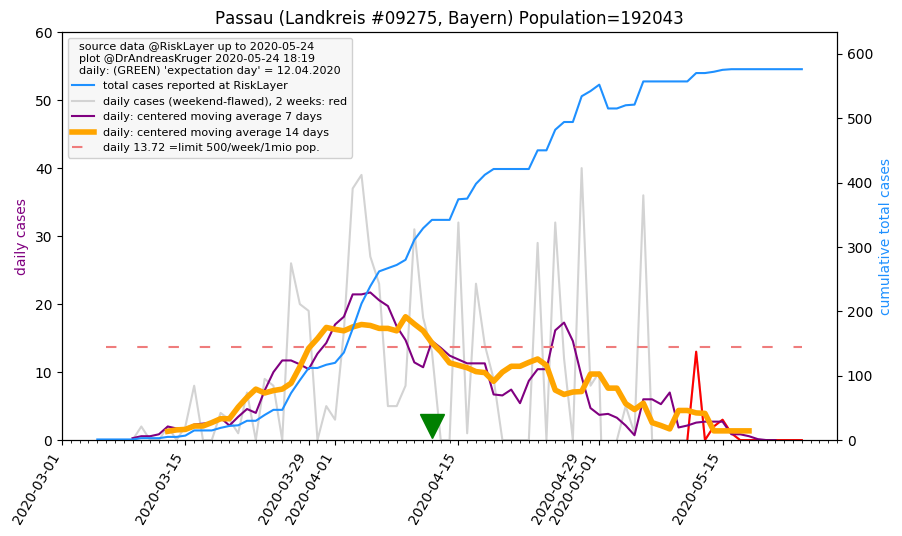 Passau (Landkreis #09275, Bayern) Population=192043
source data @RiskLayer up to 2020-05-24
plot @DrAndreasKruger 2020-05-24 18:19
daily: (GREEN) 'expectation day' = 12.04.2020
total cases reported at RiskLayer
daily cases (weekend-flawed), 2 weeks: red
daily: centered moving average 7 days
daily: centered moving average 14 days
daily 13.72 =limit 500/week/1mio pop.
daily cases
60
50
40
30
20
10
0
cumulative total cases
600
500
400
300
200
100
0
2020-03-01
2020-03-15
2020-03-29
2020-04-01
2020-04-15
2020-04-29
2020-05-01
2020-05-15